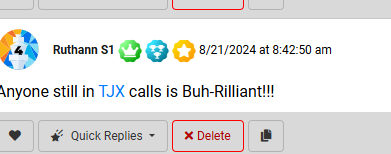 4 Ruthann S1 8/21/2024 at 8:42:50 am
Anyone still in TJX calls is Buh-Rilliant!!!
Quick Replies Delete